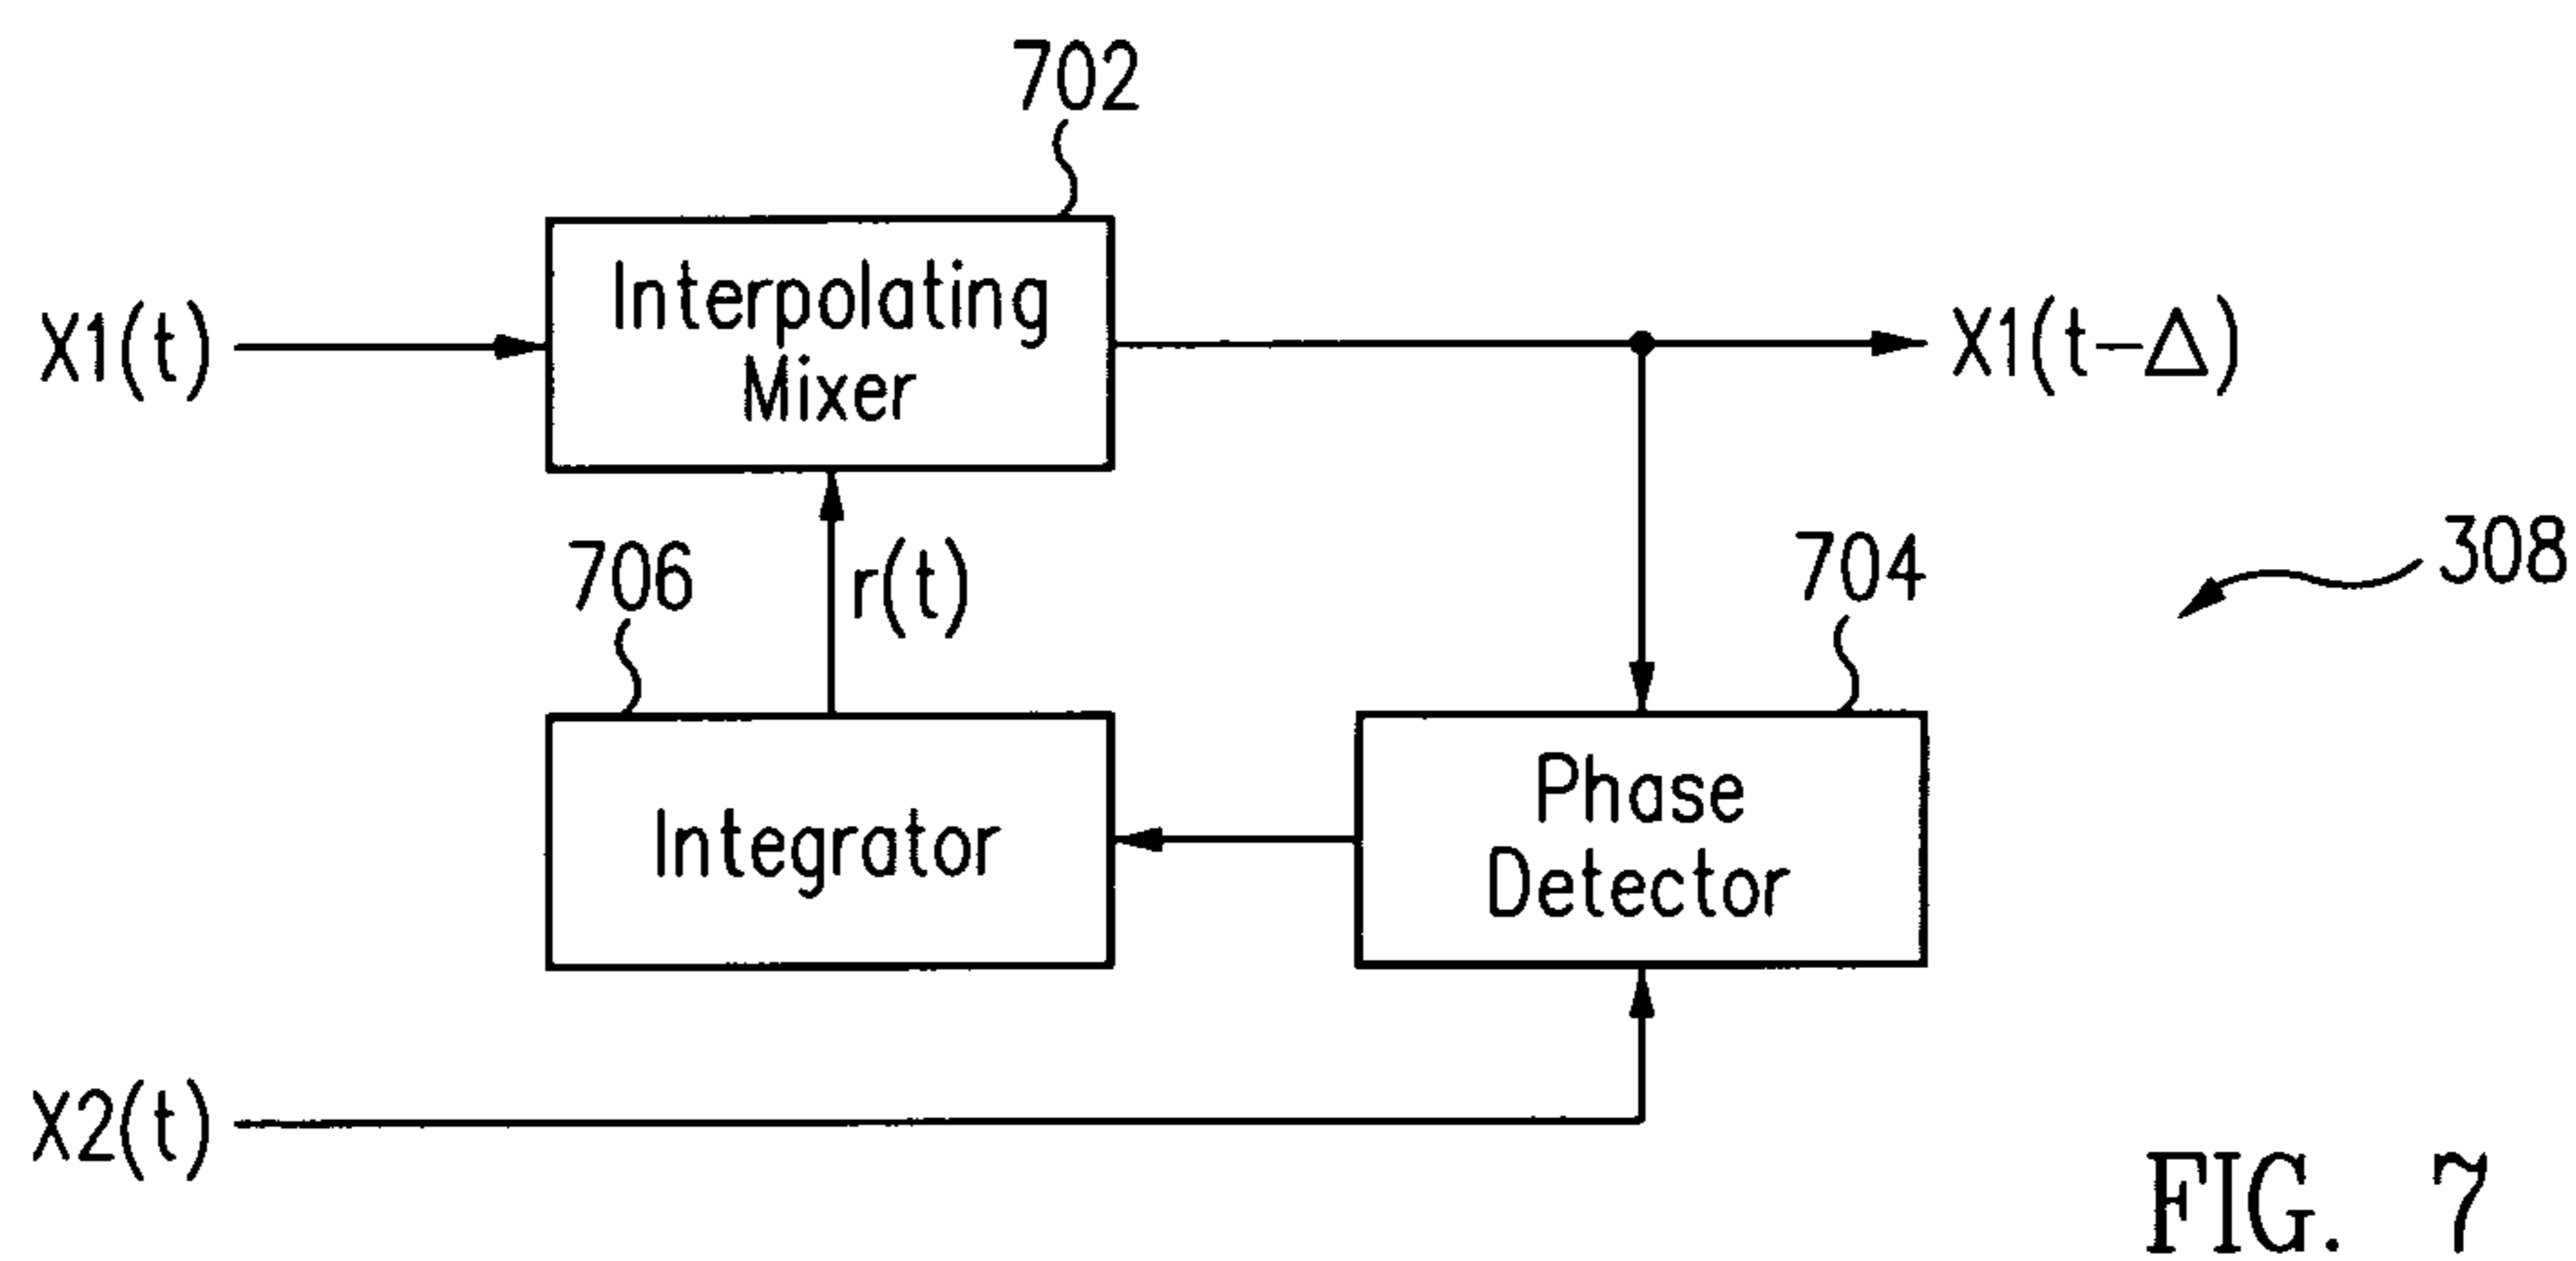 702
Interpolating
Mixer
X1(t)
X1(t-Δ)
706
r(t)
704
308
Integrator
Phase
Detector
X2(t)
FIG. 7